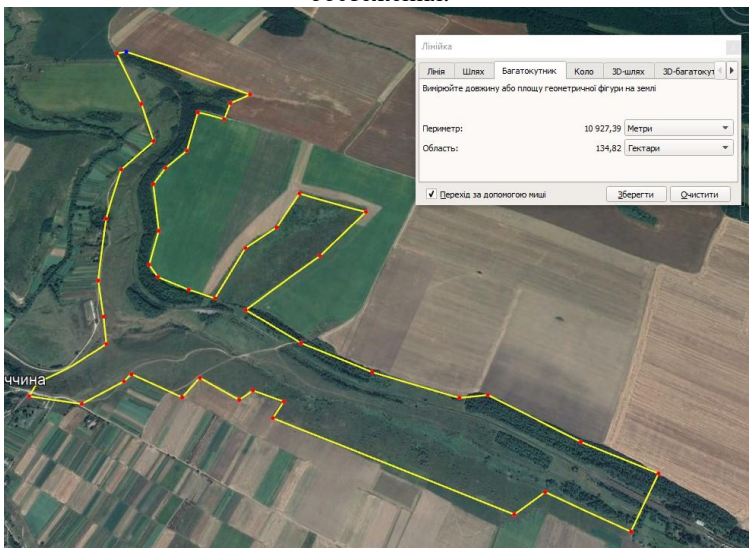 Лінійка
Лінія Шлях Багатокутник Коло 3D-шлях 3D-багатокут
Виміряйте довжину або площу геометричної фігури на землі
Периметр: 10 927,39 Метри
Область: 134,82 Гектари
Перехід за допомогою миші Зберегти Очистити
ччина